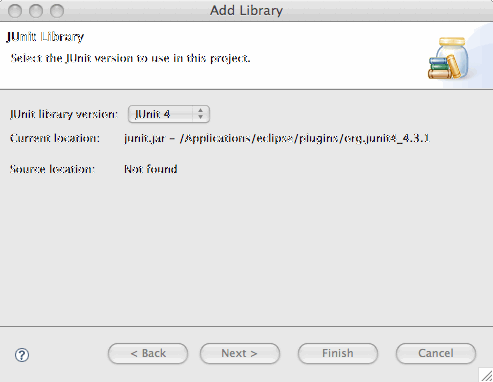 Add Library
JUnit Library
Select the JUnit version to use in this project.
JUnit library version: JUnit 4
Current location: junit.jar - /Applications/eclipse/plugins/org.junit4_4.3.1
Source location: Not found
? < Back Next > Finish Cancel